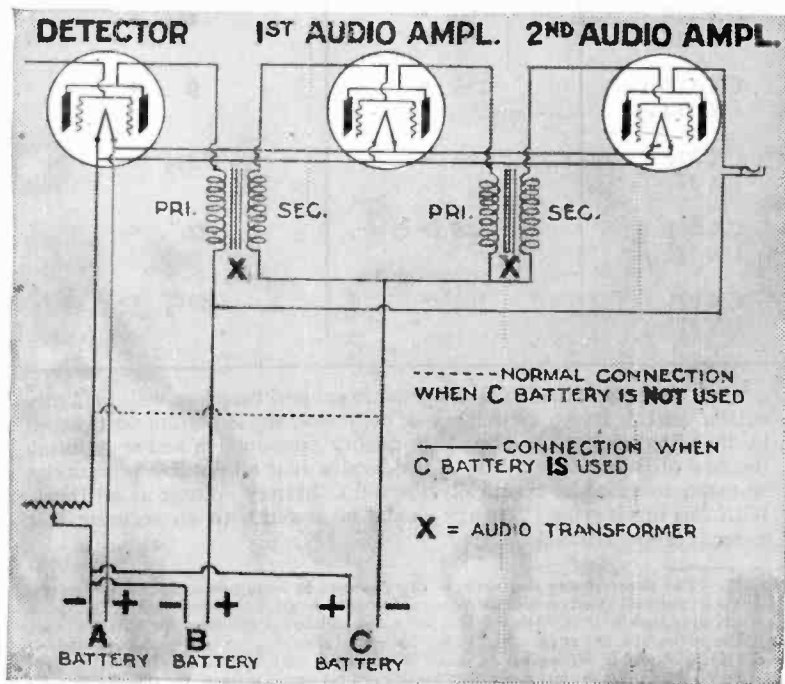 DETECTOR 1ST AUDIO AMPL. 2ND AUDIO AMPL.
PRI. SEC. PRI. SEC.
X X
-----NORMAL CONNECTION
WHEN C BATTERY IS NOT USED
——CONNECTION WHEN
C BATTERY IS USED
X = AUDIO TRANSFORMER
- + - + + -
A B C
BATTERY BATTERY BATTERY